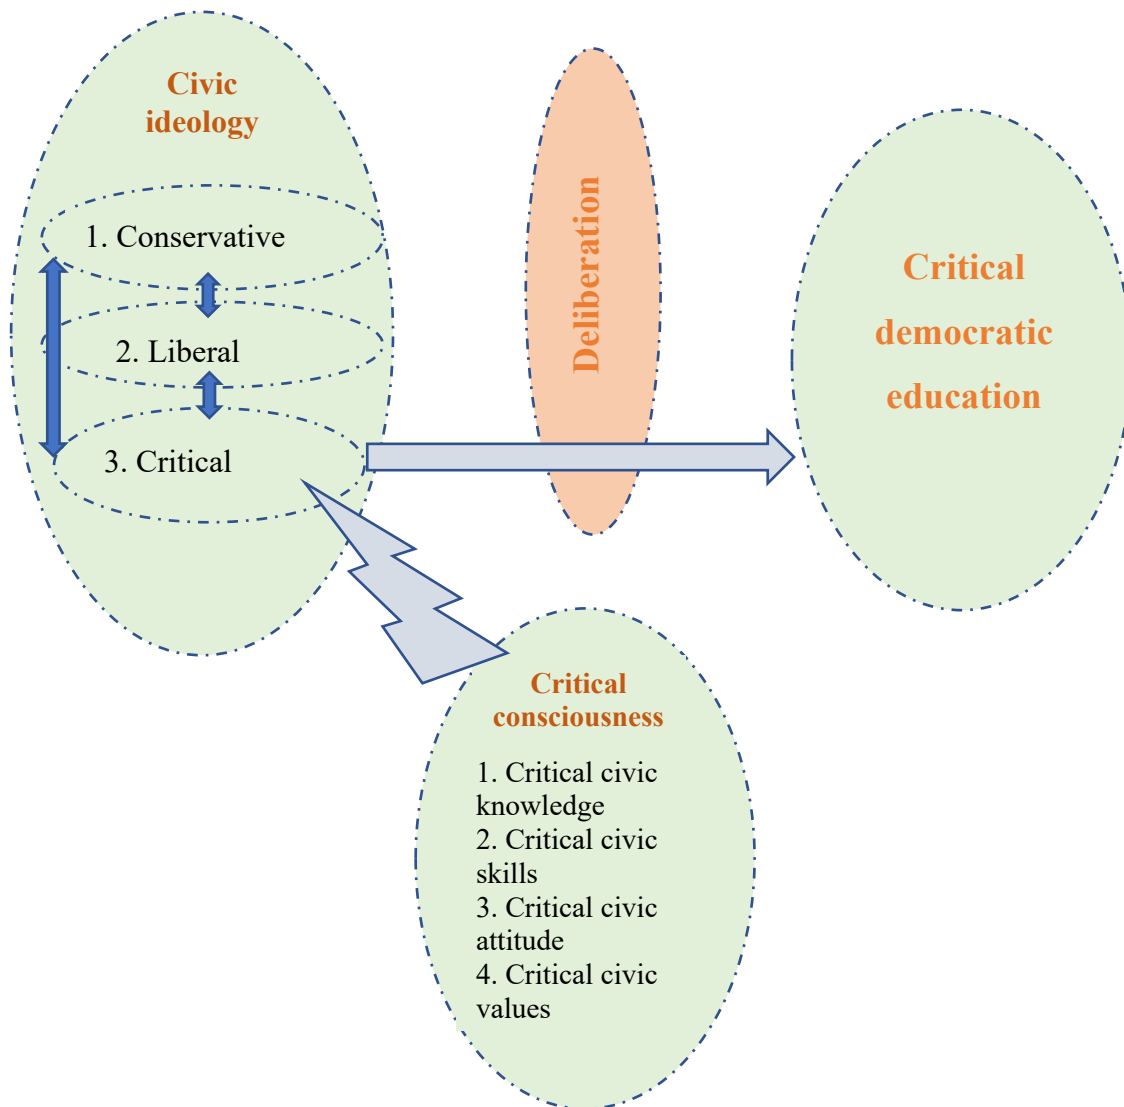 Civic
ideology
1. Conservative
2. Liberal
3. Critical
Deliberation
Critical
democratic
education
Critical
consciousness
1. Critical civic
knowledge
2. Critical civic
skills
3. Critical civic
attitude
4. Critical civic
values